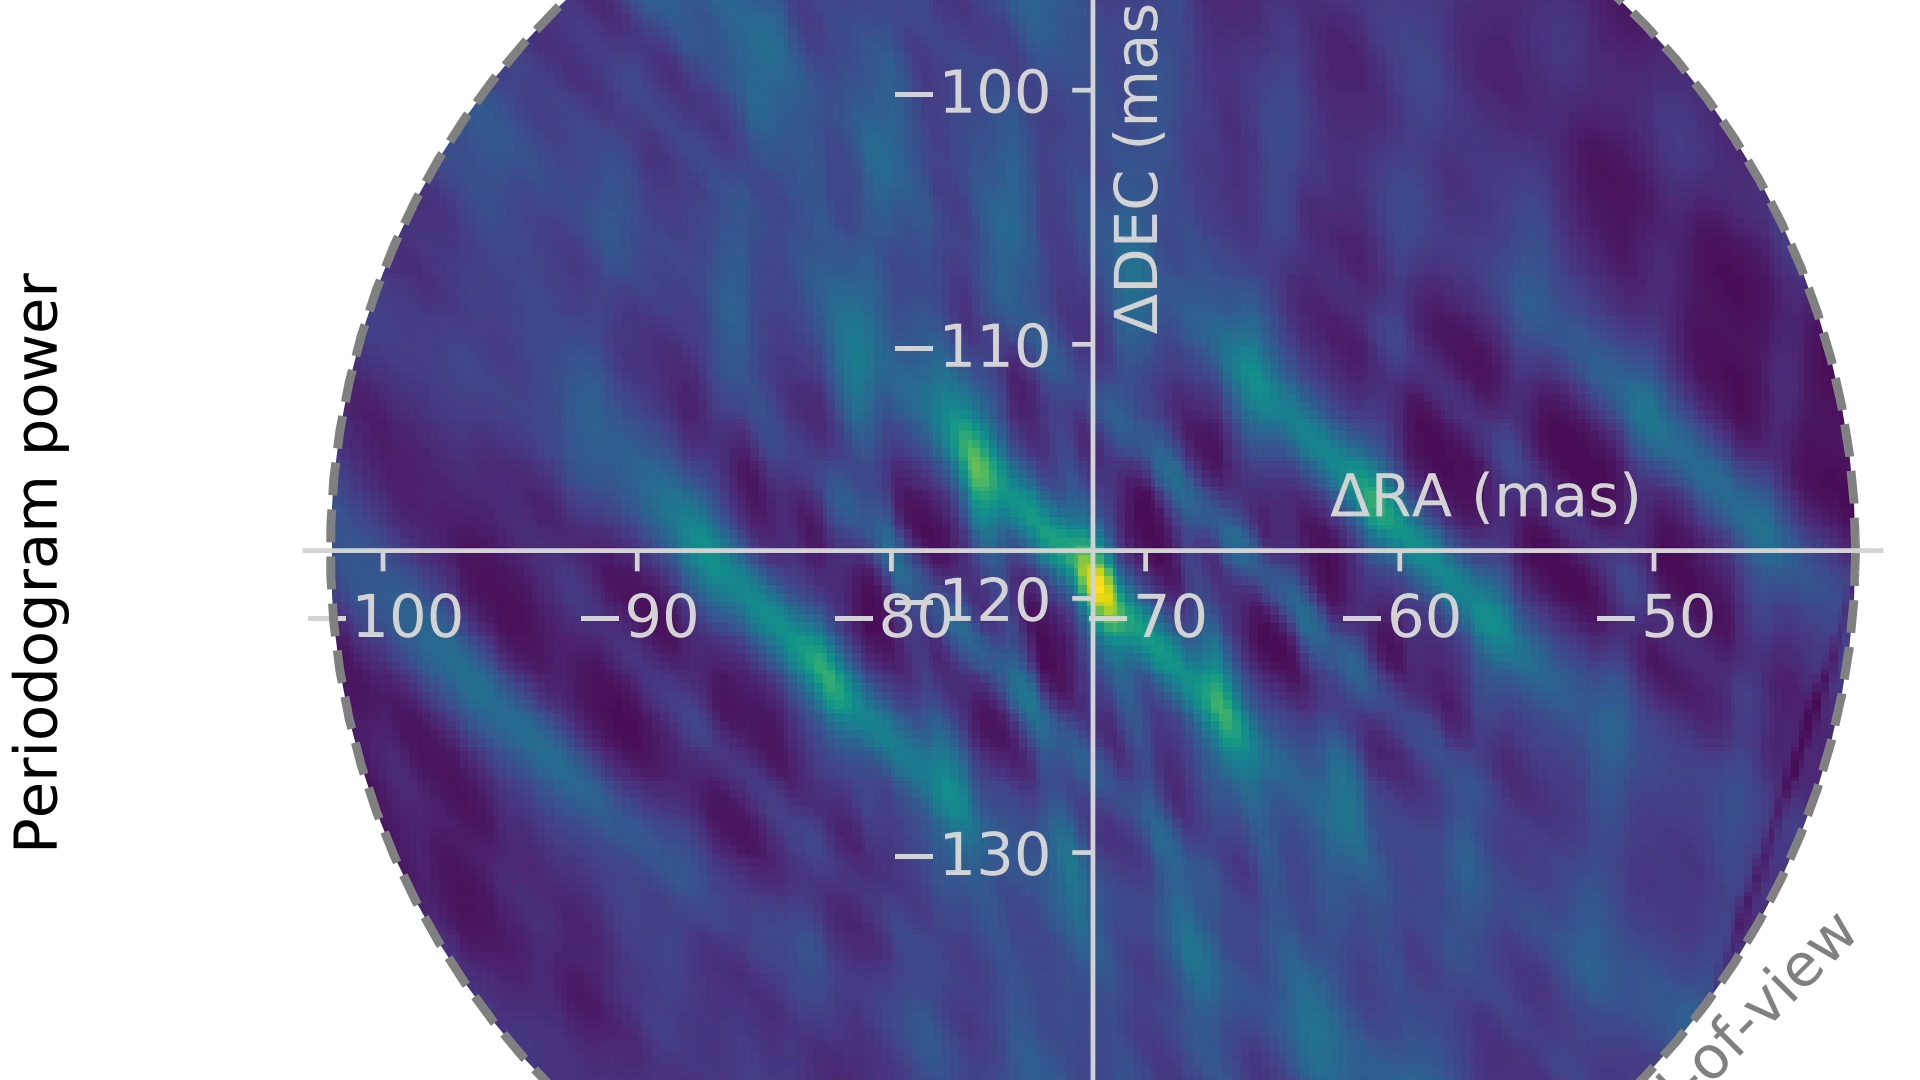 Periodogram power
−100
ΔDEC (mas
−110
ΔRA (mas)
−120
−100 −90 −80 −70 −60 −50
−130
-of-view